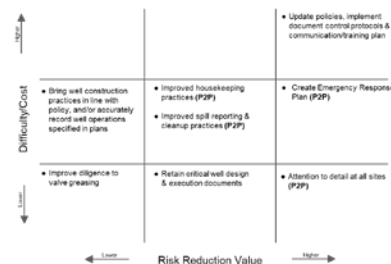 Higher
Difficulty/Cost
Lower
● Update policies, implement
document control protocols &
communication/training plan
● Bring well construction
practices in line with
policy, and/or accurately
record well operations
specified in plans
● Improved housekeeping
practices (P2P)
● Improved spill reporting &
cleanup practices (P2P)
● Create Emergency Response
Plan (P2P)
● Improve diligence to
valve greasing
● Retain critical well design
& execution documents
● Attention to detail at all sites
(P2P)
Lower
Risk Reduction Value
Higher